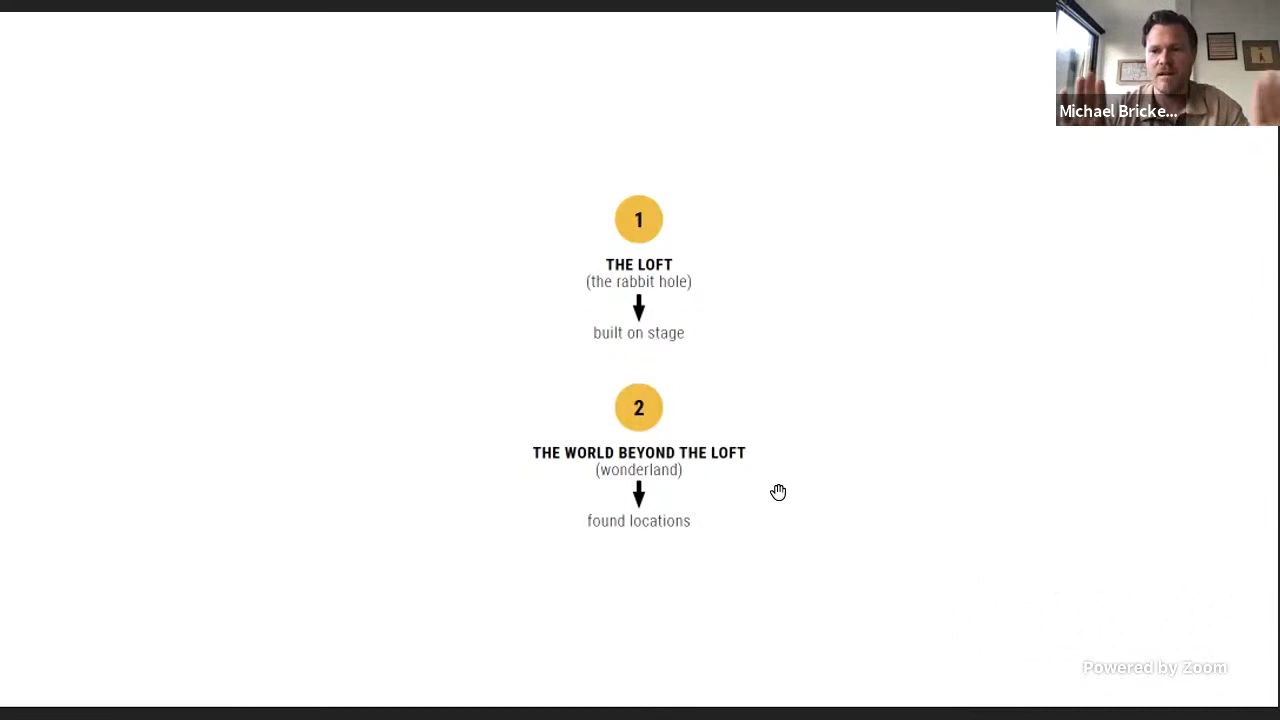 Michael Bricke...
1
THE LOFT
(the rabbit hole)
built on stage
2
THE WORLD BEYOND THE LOFT
(wonderland)
found locations
Powered by Zoom